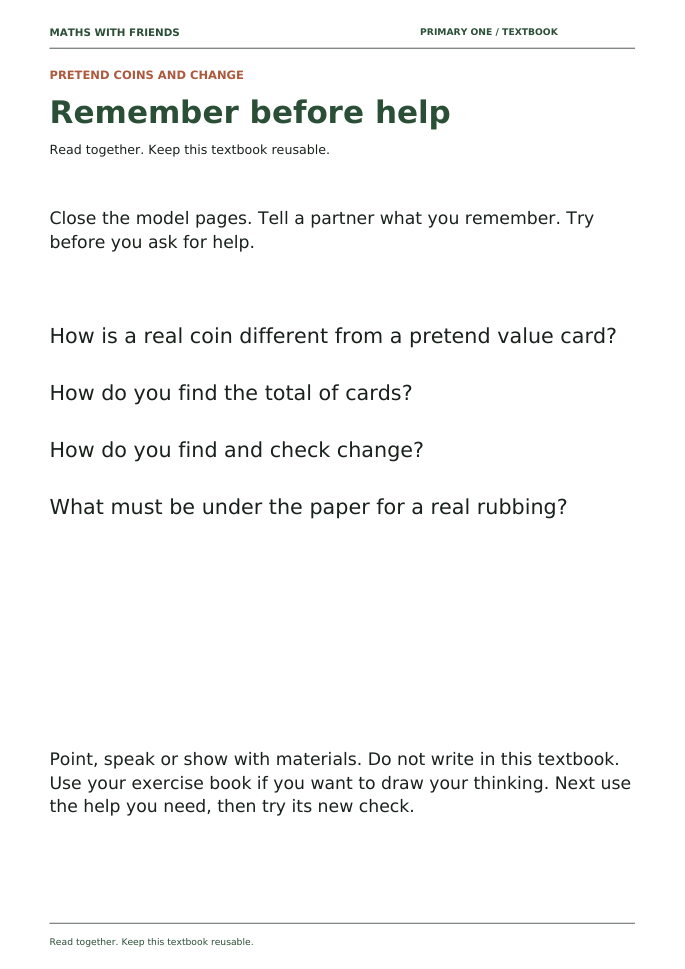 MATHS WITH FRIENDS
PRIMARY ONE / TEXTBOOK
PRETEND COINS AND CHANGE
Remember before help
Read together. Keep this textbook reusable.
Close the model pages. Tell a partner what you remember. Try
before you ask for help.
How is a real coin different from a pretend value card?
How do you find the total of cards?
How do you find and check change?
What must be under the paper for a real rubbing?
Point, speak or show with materials. Do not write in this textbook.
Use your exercise book if you want to draw your thinking. Next use
the help you need, then try its new check.
Read together. Keep this textbook reusable.